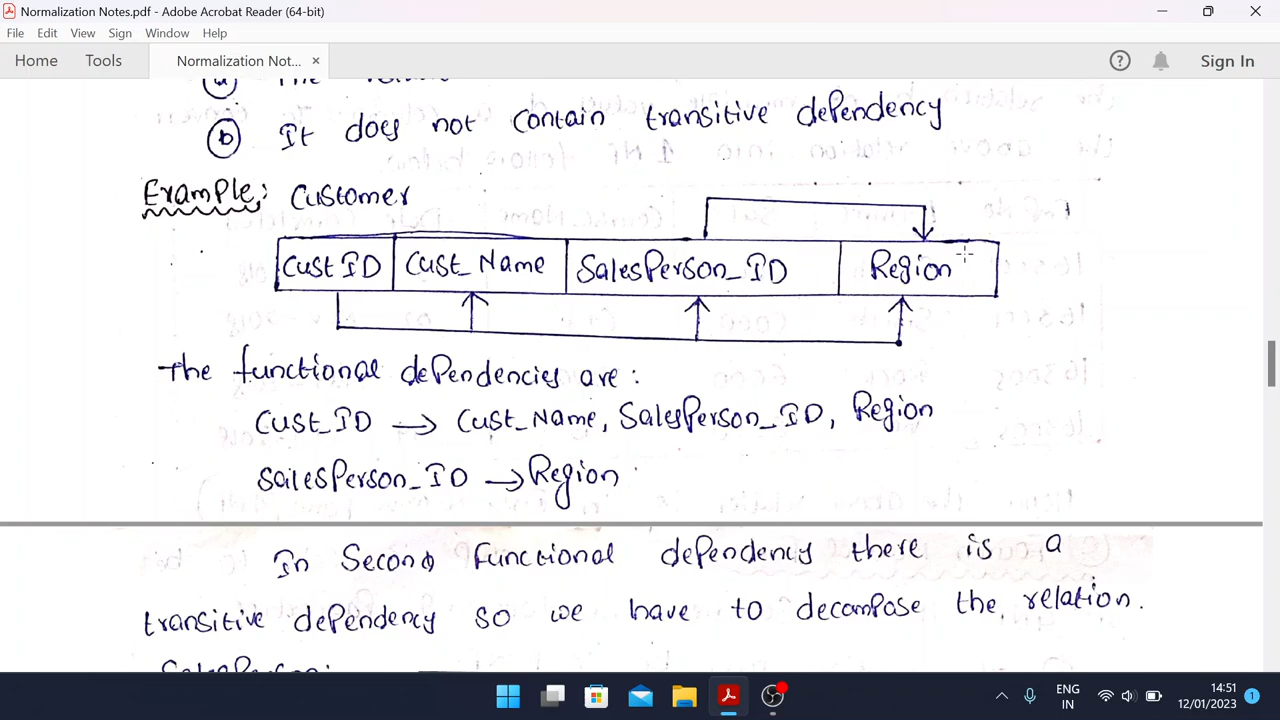 Normalization Notes.pdf - Adobe Acrobat Reader (64-bit)
File Edit View Sign Window Help
Home Tools Normalization Not... × Sign In
(b) It does not contain transitive dependency
Example: Customer
CustID Cust_Name SalesPerson_ID Region
The functional dependencies are:
Cust_ID → Cust_Name, SalesPerson_ID, Region
SalesPerson_ID → Region
In Second functional dependency there is a
transitive dependency so we have to decompose the relation.
SalesPerson:
ENG
IN
14:51
12/01/2023
1